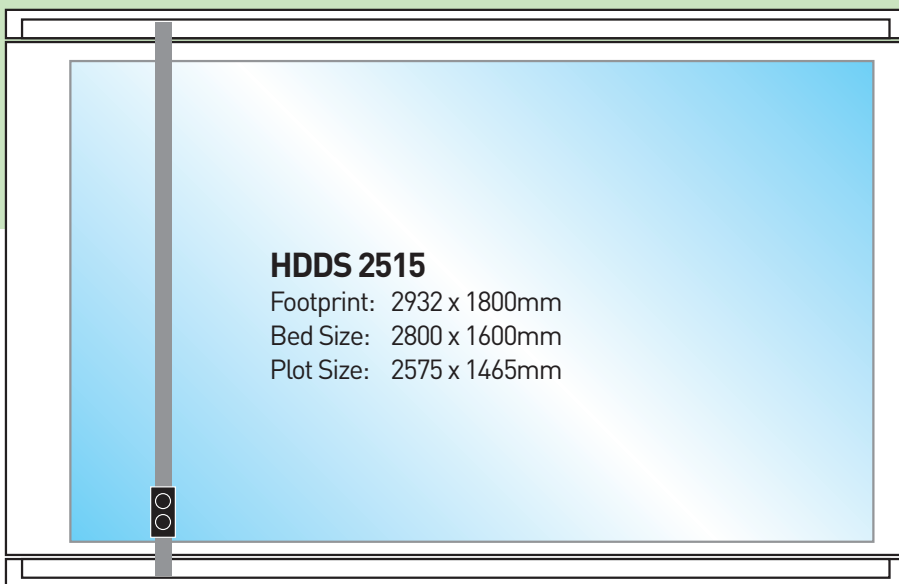 HDDS 2515
Footprint: 2932 x 1800mm
Bed Size: 2800 x 1600mm
Plot Size: 2575 x 1465mm